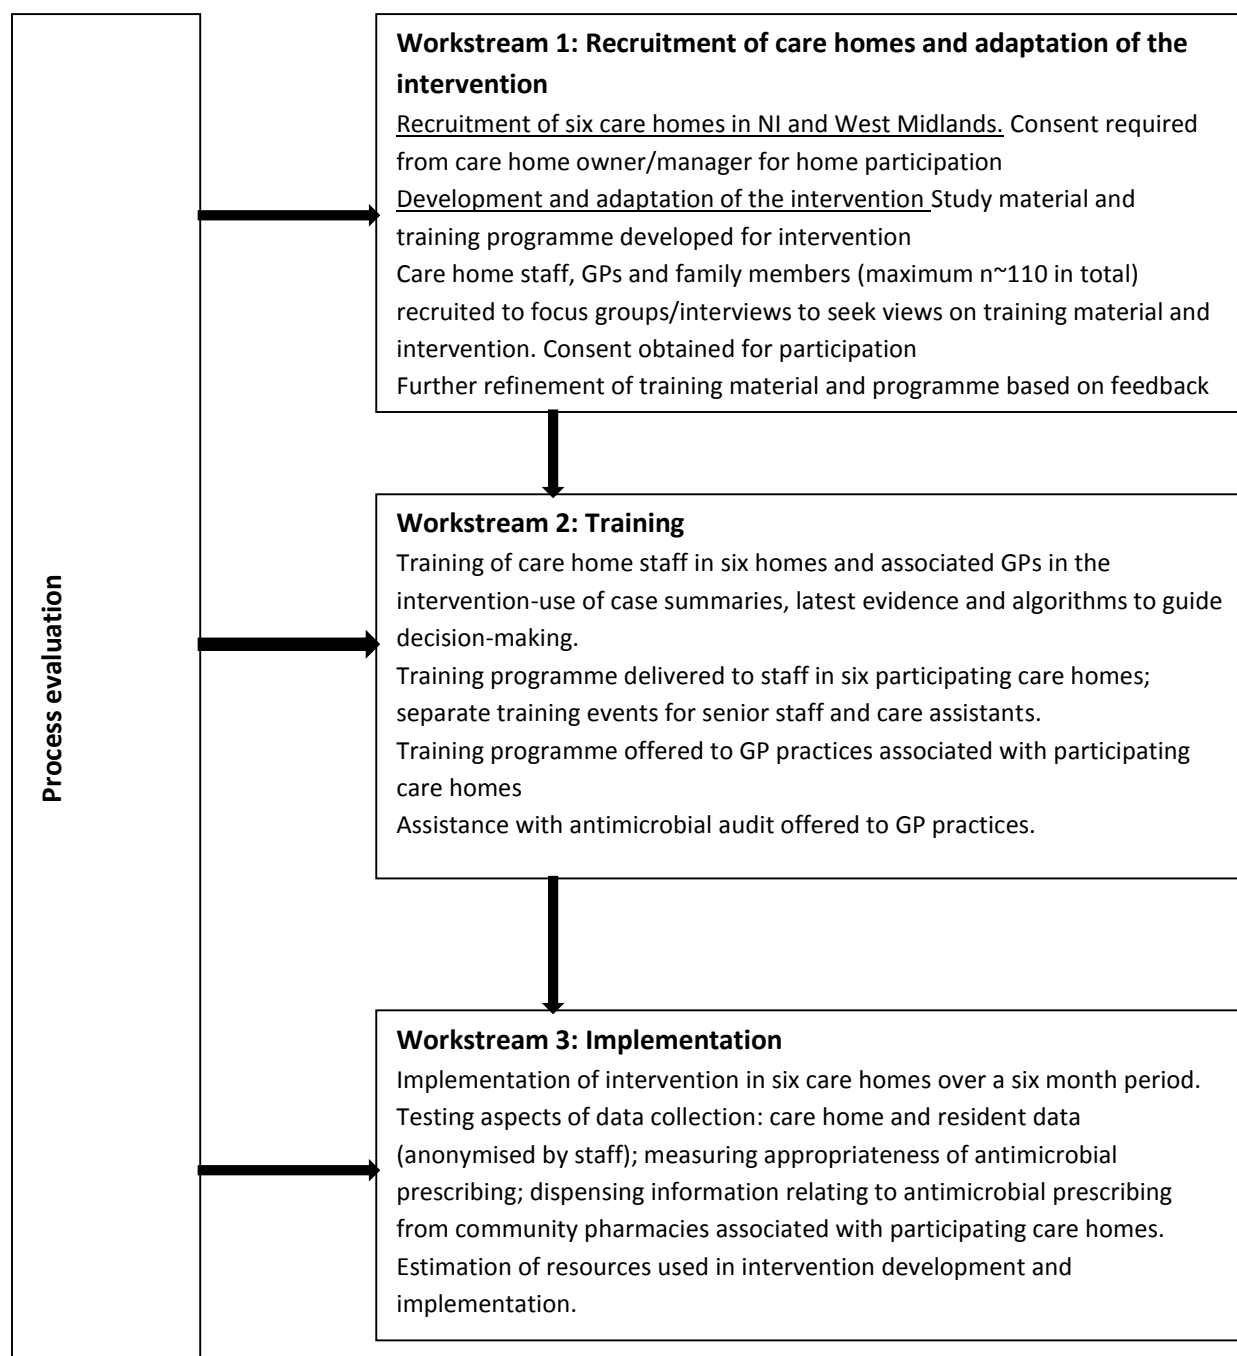 Process evaluation
Workstream 1: Recruitment of care homes and adaptation of the
intervention
Recruitment of six care homes in NI and West Midlands. Consent required
from care home owner/manager for home participation
Development and adaptation of the intervention Study material and
training programme developed for intervention
Care home staff, GPs and family members (maximum n~110 in total)
recruited to focus groups/interviews to seek views on training material and
intervention. Consent obtained for participation
Further refinement of training material and programme based on feedback
Workstream 2: Training
Training of care home staff in six homes and associated GPs in the
intervention-use of case summaries, latest evidence and algorithms to guide
decision-making.
Training programme delivered to staff in six participating care homes;
separate training events for senior staff and care assistants.
Training programme offered to GP practices associated with participating
care homes
Assistance with antimicrobial audit offered to GP practices.
Workstream 3: Implementation
Implementation of intervention in six care homes over a six month period.
Testing aspects of data collection: care home and resident data
(anonymised by staff); measuring appropriateness of antimicrobial
prescribing; dispensing information relating to antimicrobial prescribing
from community pharmacies associated with participating care homes.
Estimation of resources used in intervention development and
implementation.